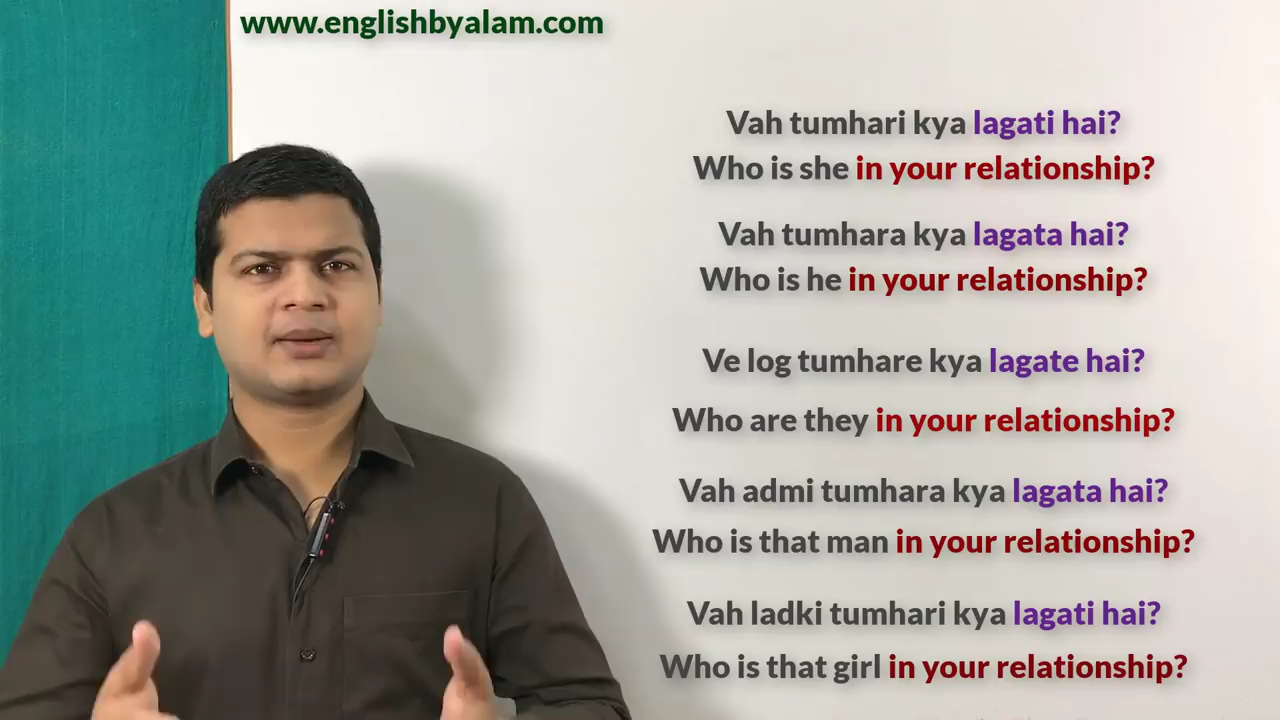 www.englishbyalam.com
Vah tumhari kya lagati hai?
Who is she in your relationship?
Vah tumhara kya lagata hai?
Who is he in your relationship?
Ve log tumhare kya lagate hai?
Who are they in your relationship?
Vah admi tumhara kya lagata hai?
Who is that man in your relationship?
Vah ladki tumhari kya lagati hai?
Who is that girl in your relationship?